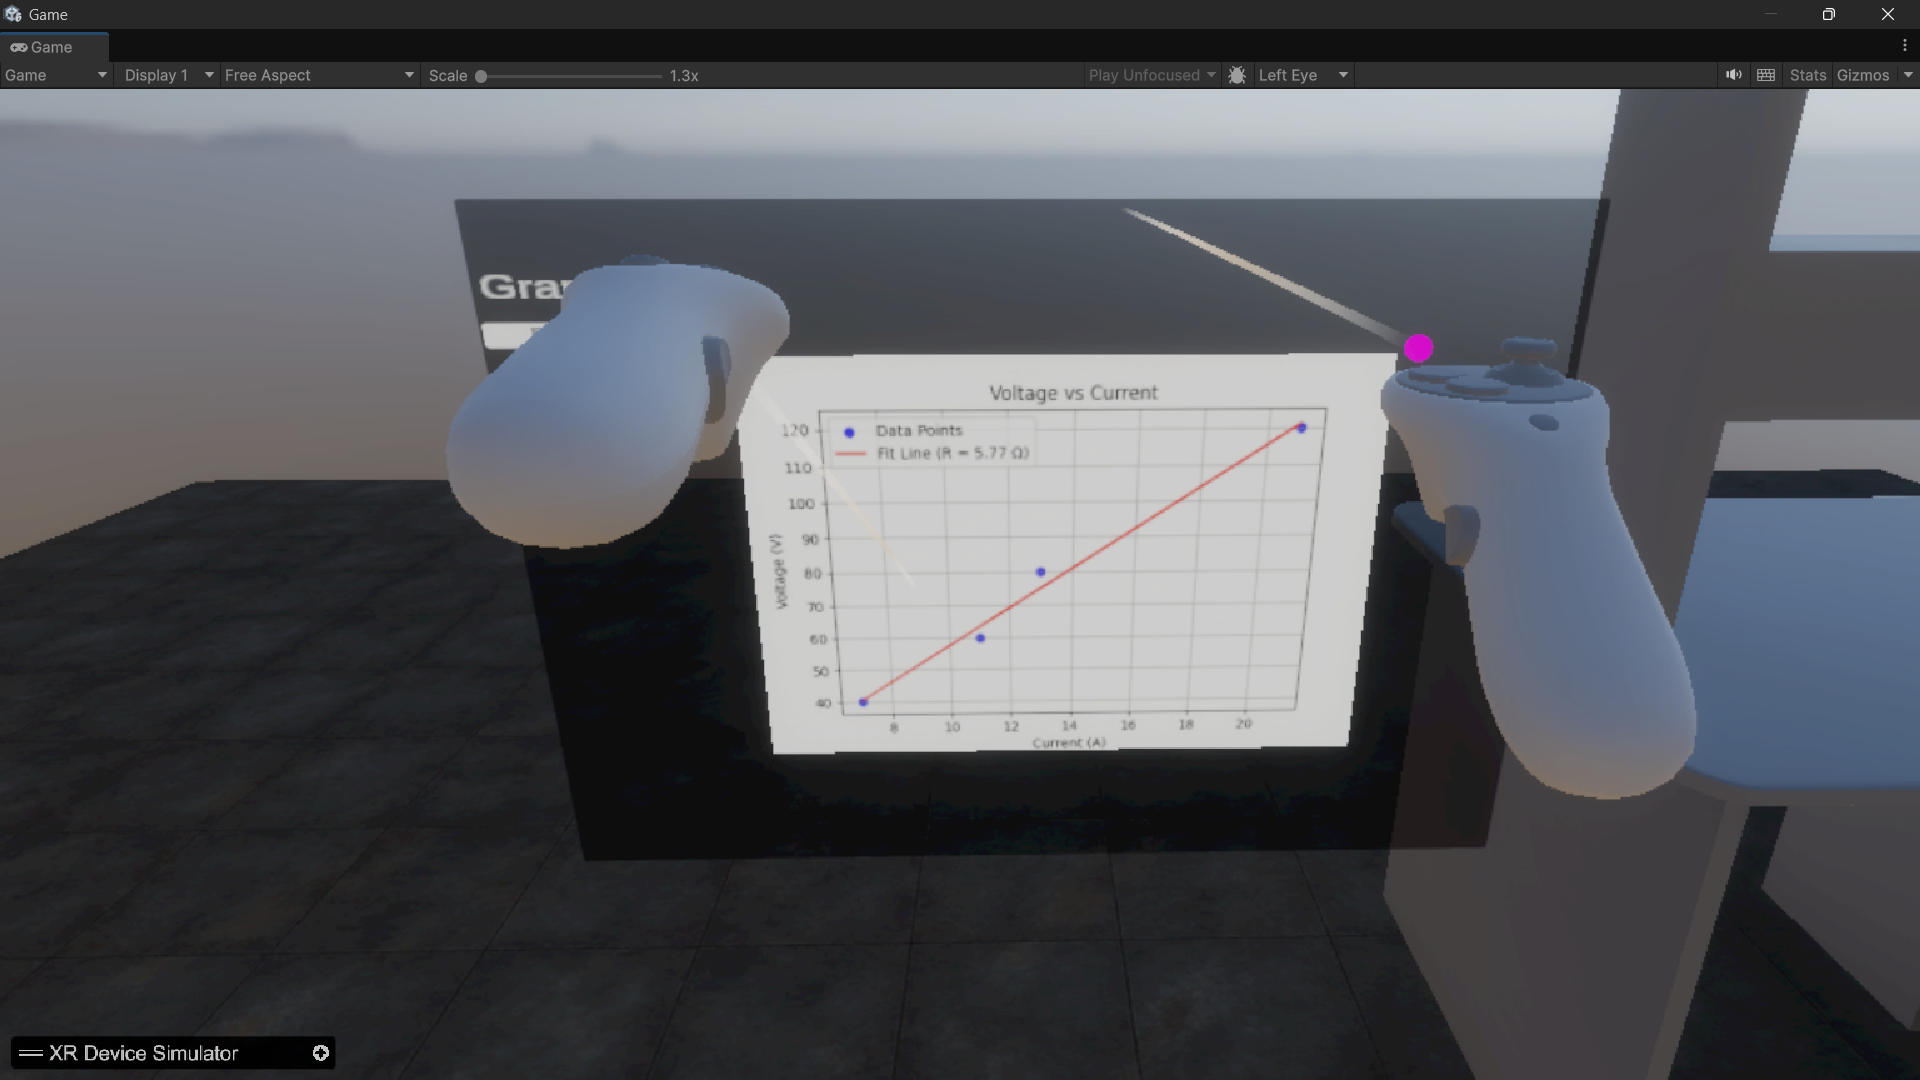 Game
Game
Game
Display 1
Free Aspect
Scale
1.3x
Play Unfocused
Left Eye
Stats
Gizmos
Voltage vs Current
Data Points
Fit Line (R = 5.77 Ω)
120
110
100
90
80
70
60
50
40
Voltage (V)
8 10 12 14 16 18 20
Current (A)
XR Device Simulator